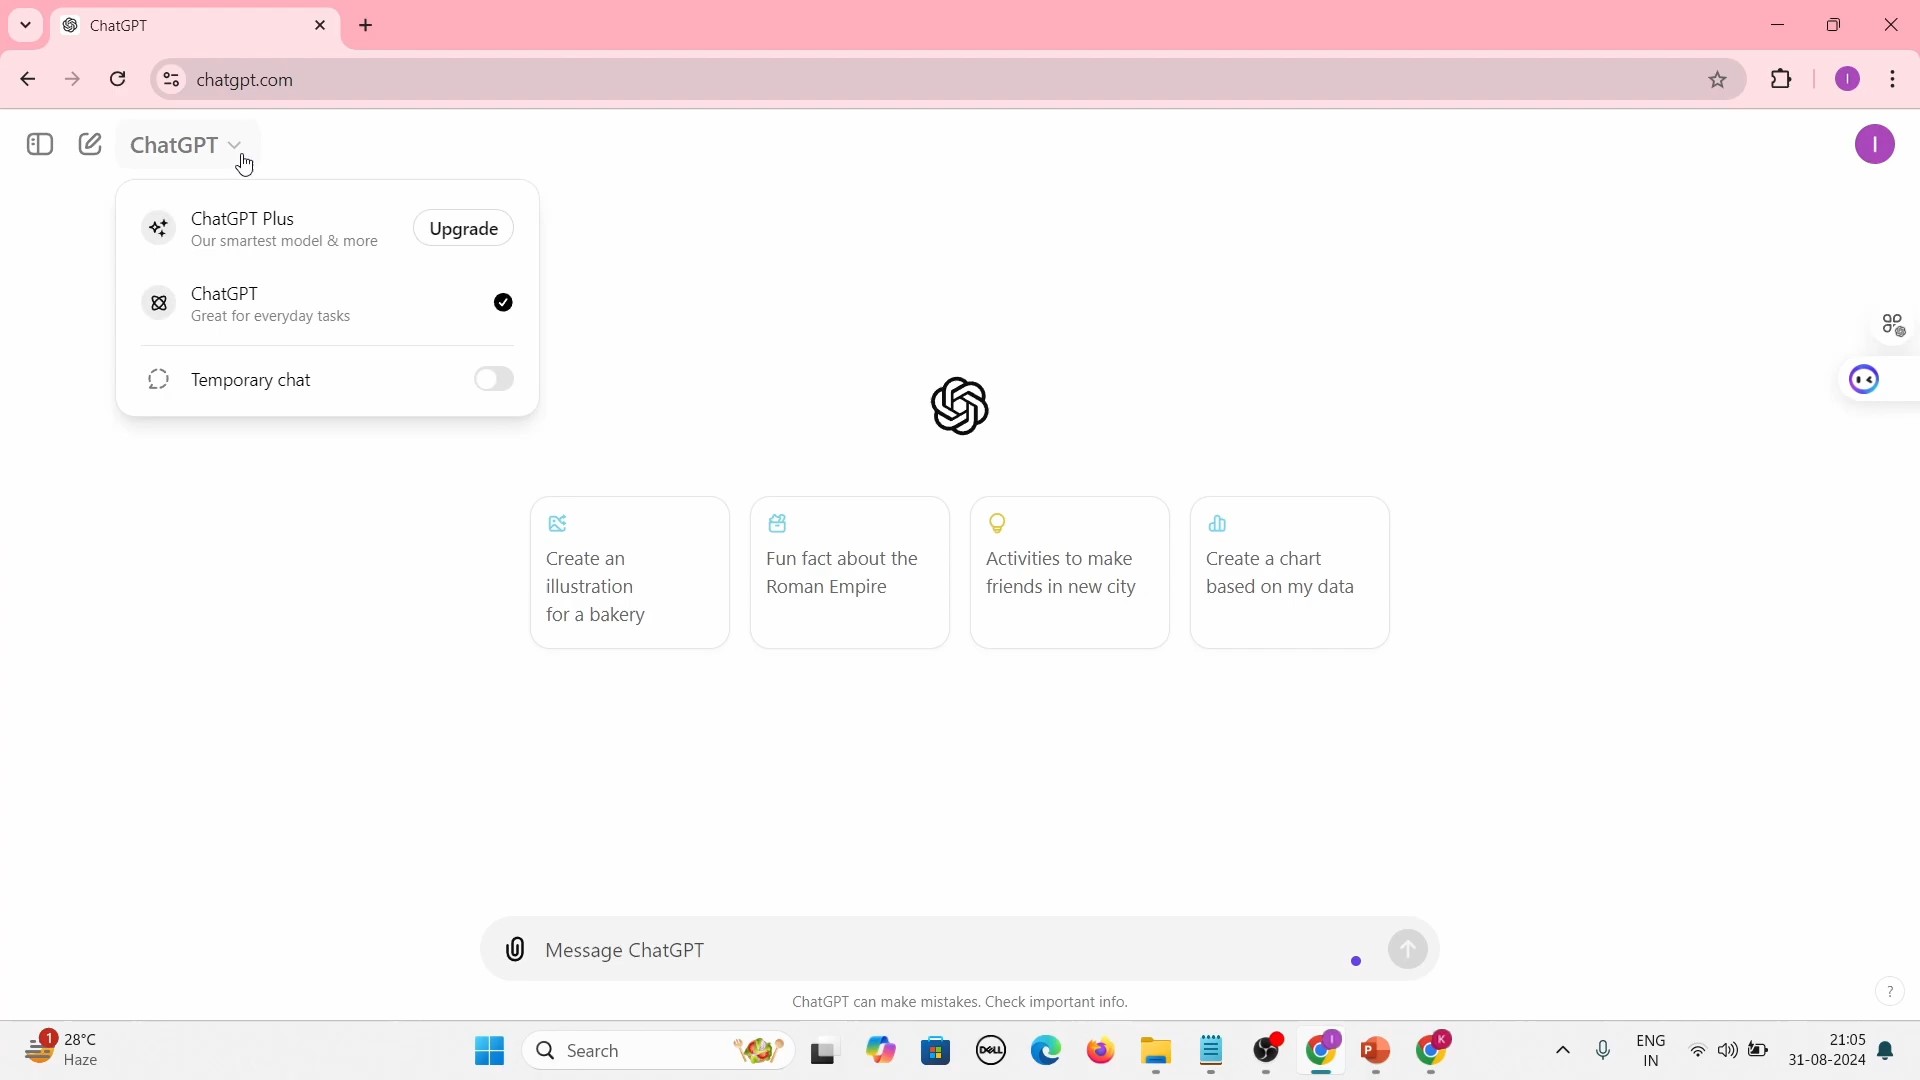 ChatGPT
chatgpt.com
I
ChatGPT
I
ChatGPT Plus
Our smartest model & more
Upgrade
ChatGPT
Great for everyday tasks
Temporary chat
Create an
illustration
for a bakery
Fun fact about the
Roman Empire
Activities to make
friends in new city
Create a chart
based on my data
Message ChatGPT
ChatGPT can make mistakes. Check important info.
?
1
28°C
Haze
Search
DELL
I
P
K
ENG
IN
21:05
31-08-2024